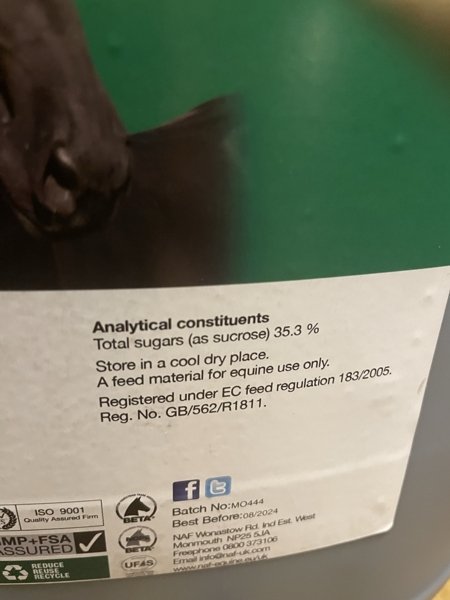 Analytical constituents
Total sugars (as sucrose) 35.3 %
Store in a cool dry place.
A feed material for equine use only.
Registered under EC feed regulation 183/2005.
Reg. No. GB/562/R1811.
ISO 9001
Quality Assured Firm
BETA
MP+FSA
ASSURED
BETA
REDUCE
REUSE
RECYCLE
UFAS
Batch No:MO444
Best Before:08/2024
NAF Wonastow Rd. Ind Est. West
Monmouth NP25 5JA
Freephone 0800 373106
Email info@naf-uk.com
www.naf-equine.eu/uk